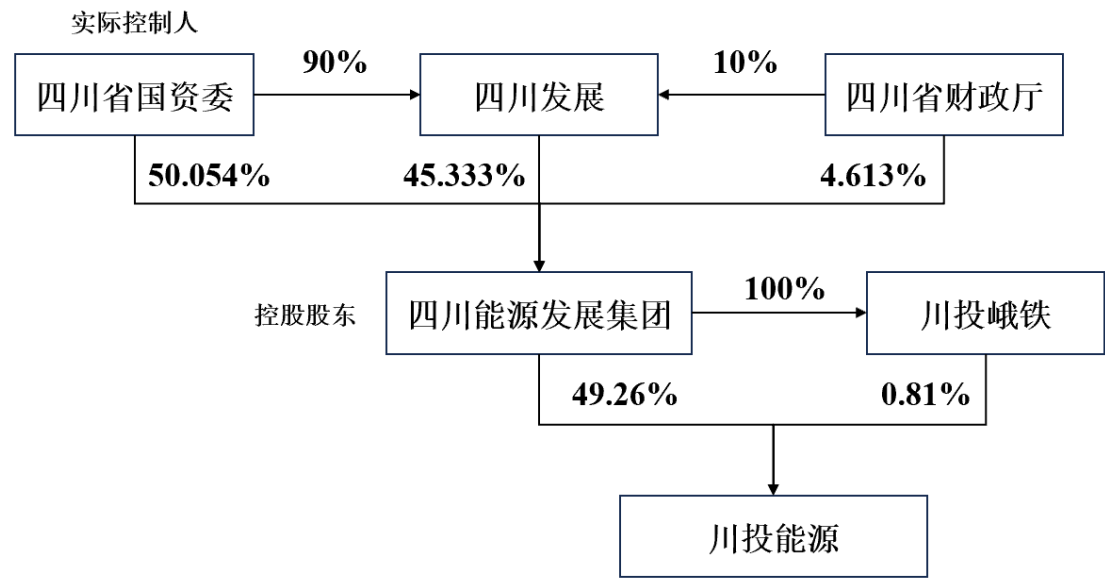 实际控制人
90%
10%
四川省国资委
四川发展
四川省财政厅
50.054%
45.333%
4.613%
100%
控股股东
四川能源发展集团
川投峨铁
49.26%
0.81%
川投能源